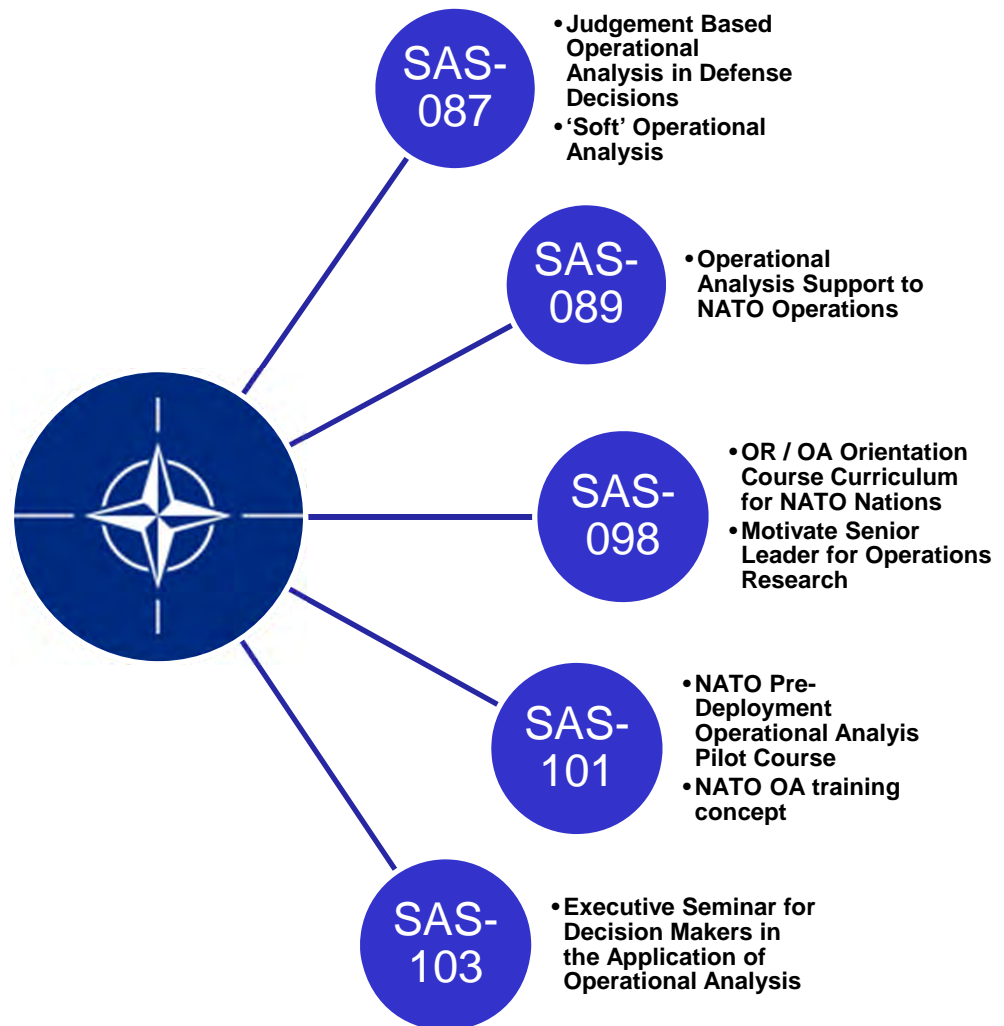 SAS-
087
• Judgement Based
Operational
Analysis in Defense
Decisions
• ‘Soft’ Operational
Analysis
SAS-
089
• Operational
Analysis Support to
NATO Operations
SAS-
098
• OR / OA Orientation
Course Curriculum
for NATO Nations
• Motivate Senior
Leader for Operations
Research
SAS-
101
• NATO Pre-
Deployment
Operational Analyis
Pilot Course
• NATO OA training
concept
SAS-
103
• Executive Seminar for
Decision Makers in
the Application of
Operational Analysis